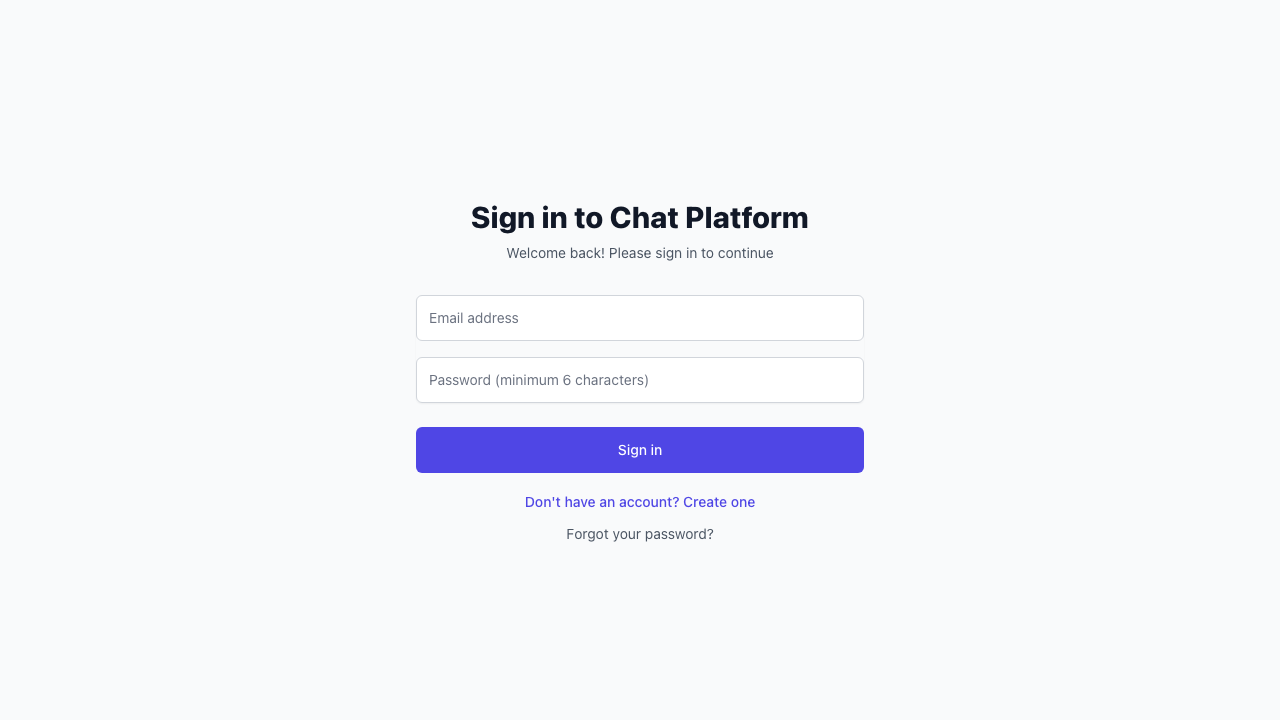 Sign in to Chat Platform
Welcome back! Please sign in to continue
Email address
Password (minimum 6 characters)
Sign in
Don't have an account? Create one
Forgot your password?